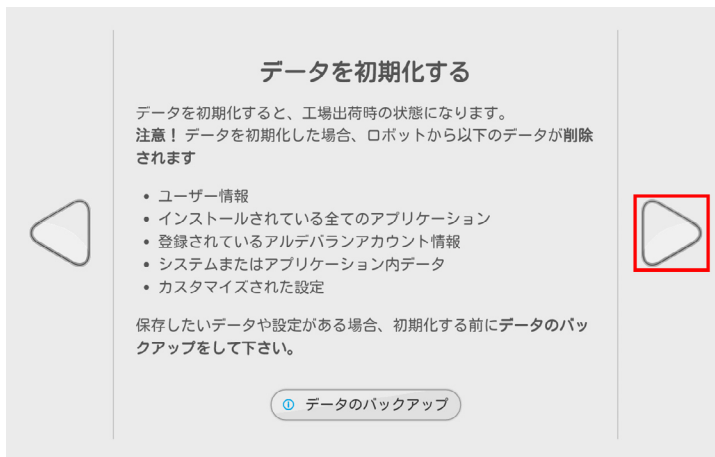 データを初期化する
データを初期化すると、工場出荷時の状態になります。
注意！ データを初期化した場合、ロボットから以下のデータが削除
されます
• ユーザー情報
• インストールされている全てのアプリケーション
• 登録されているアルデバランアカウント情報
• システムまたはアプリケーション内データ
• カスタマイズされた設定
保存したいデータや設定がある場合、初期化する前にデータのバッ
クアップをして下さい。
データのバックアップ